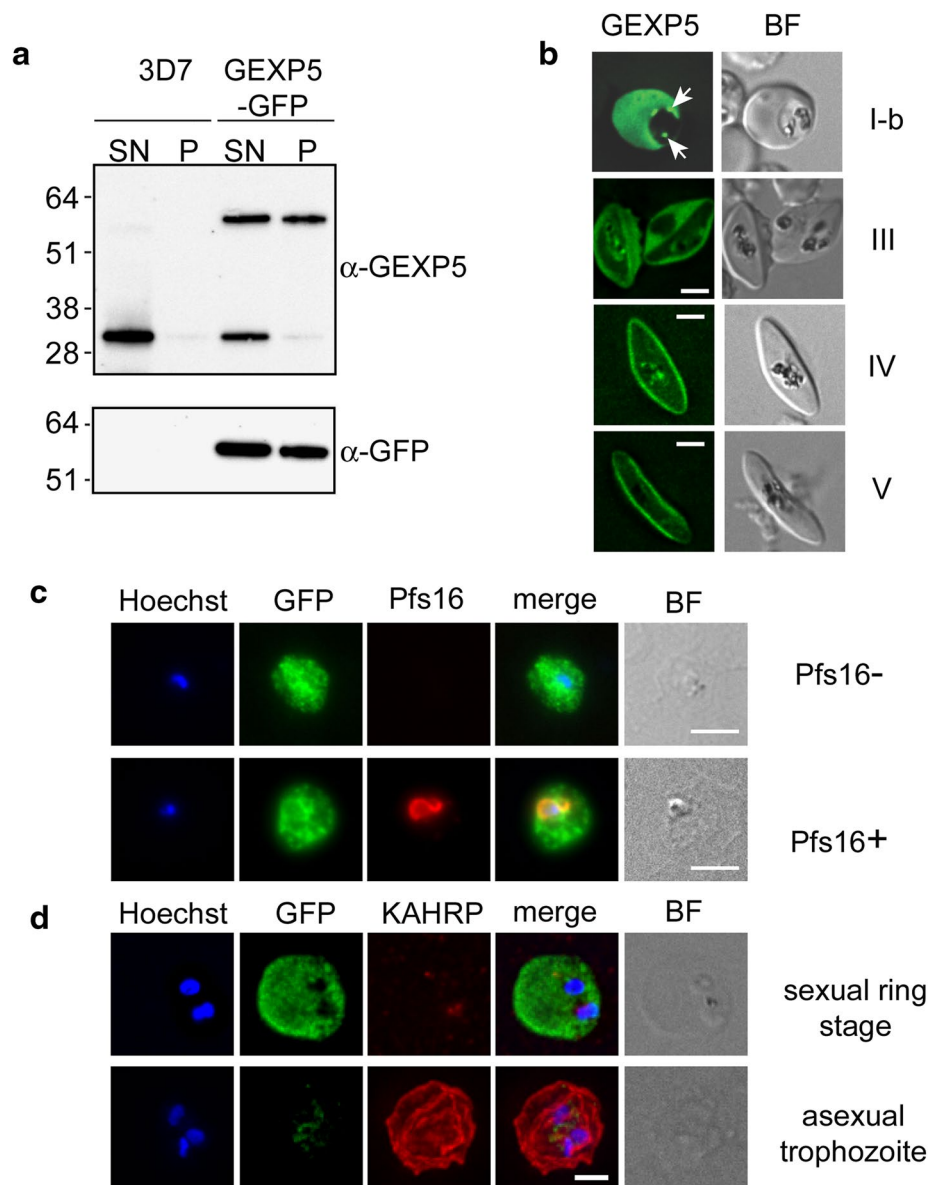 a
3D7 GEXP5
-GFP
SN P SN P
64
51
38
28
α-GEXP5
64
51
α-GFP
b
GEXP5 BF
I-b
III
IV
V
c
Hoechst GFP Pfs16 merge BF
Pfs16-
Pfs16+
d
Hoechst GFP KAHRP merge BF
sexual ring
stage
asexual
trophozoite